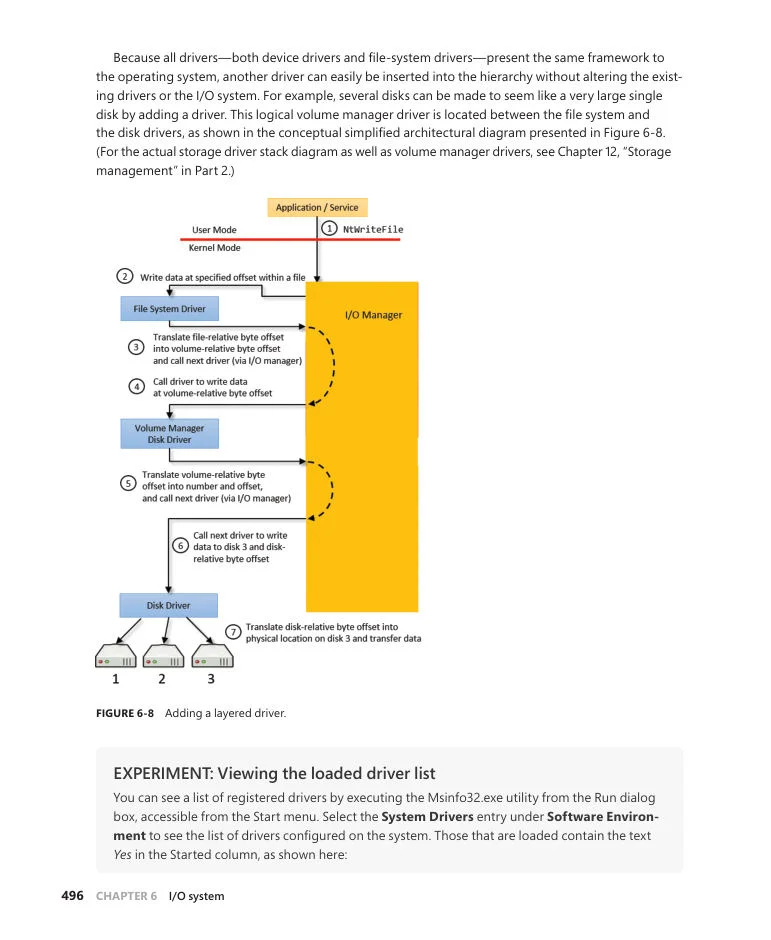 Because all drivers—both device drivers and file-system drivers—present the same framework to
the operating system, another driver can easily be inserted into the hierarchy without altering the exist-
ing drivers or the I/O system. For example, several disks can be made to seem like a very large single
disk by adding a driver. This logical volume manager driver is located between the file system and
the disk drivers, as shown in the conceptual simplified architectural diagram presented in Figure 6-8.
(For the actual storage driver stack diagram as well as volume manager drivers, see Chapter 12, “Storage
management” in Part 2.)
Application / Service
User Mode
1 NtWriteFile
Kernel Mode
2 Write data at specified offset within a file
File System Driver
I/O Manager
3 Translate file-relative byte offset
into volume-relative byte offset
and call next driver (via I/O manager)
4 Call driver to write data
at volume-relative byte offset
Volume Manager
Disk Driver
5 Translate volume-relative byte
offset into number and offset,
and call next driver (via I/O manager)
6 Call next driver to write
data to disk 3 and disk-
relative byte offset
Disk Driver
7 Translate disk-relative byte offset into
physical location on disk 3 and transfer data
1 2 3
FIGURE 6-8 Adding a layered driver.
EXPERIMENT: Viewing the loaded driver list
You can see a list of registered drivers by executing the Msinfo32.exe utility from the Run dialog
box, accessible from the Start menu. Select the System Drivers entry under Software Environ-
ment to see the list of drivers configured on the system. Those that are loaded contain the text
Yes in the Started column, as shown here:
496 CHAPTER 6 I/O system